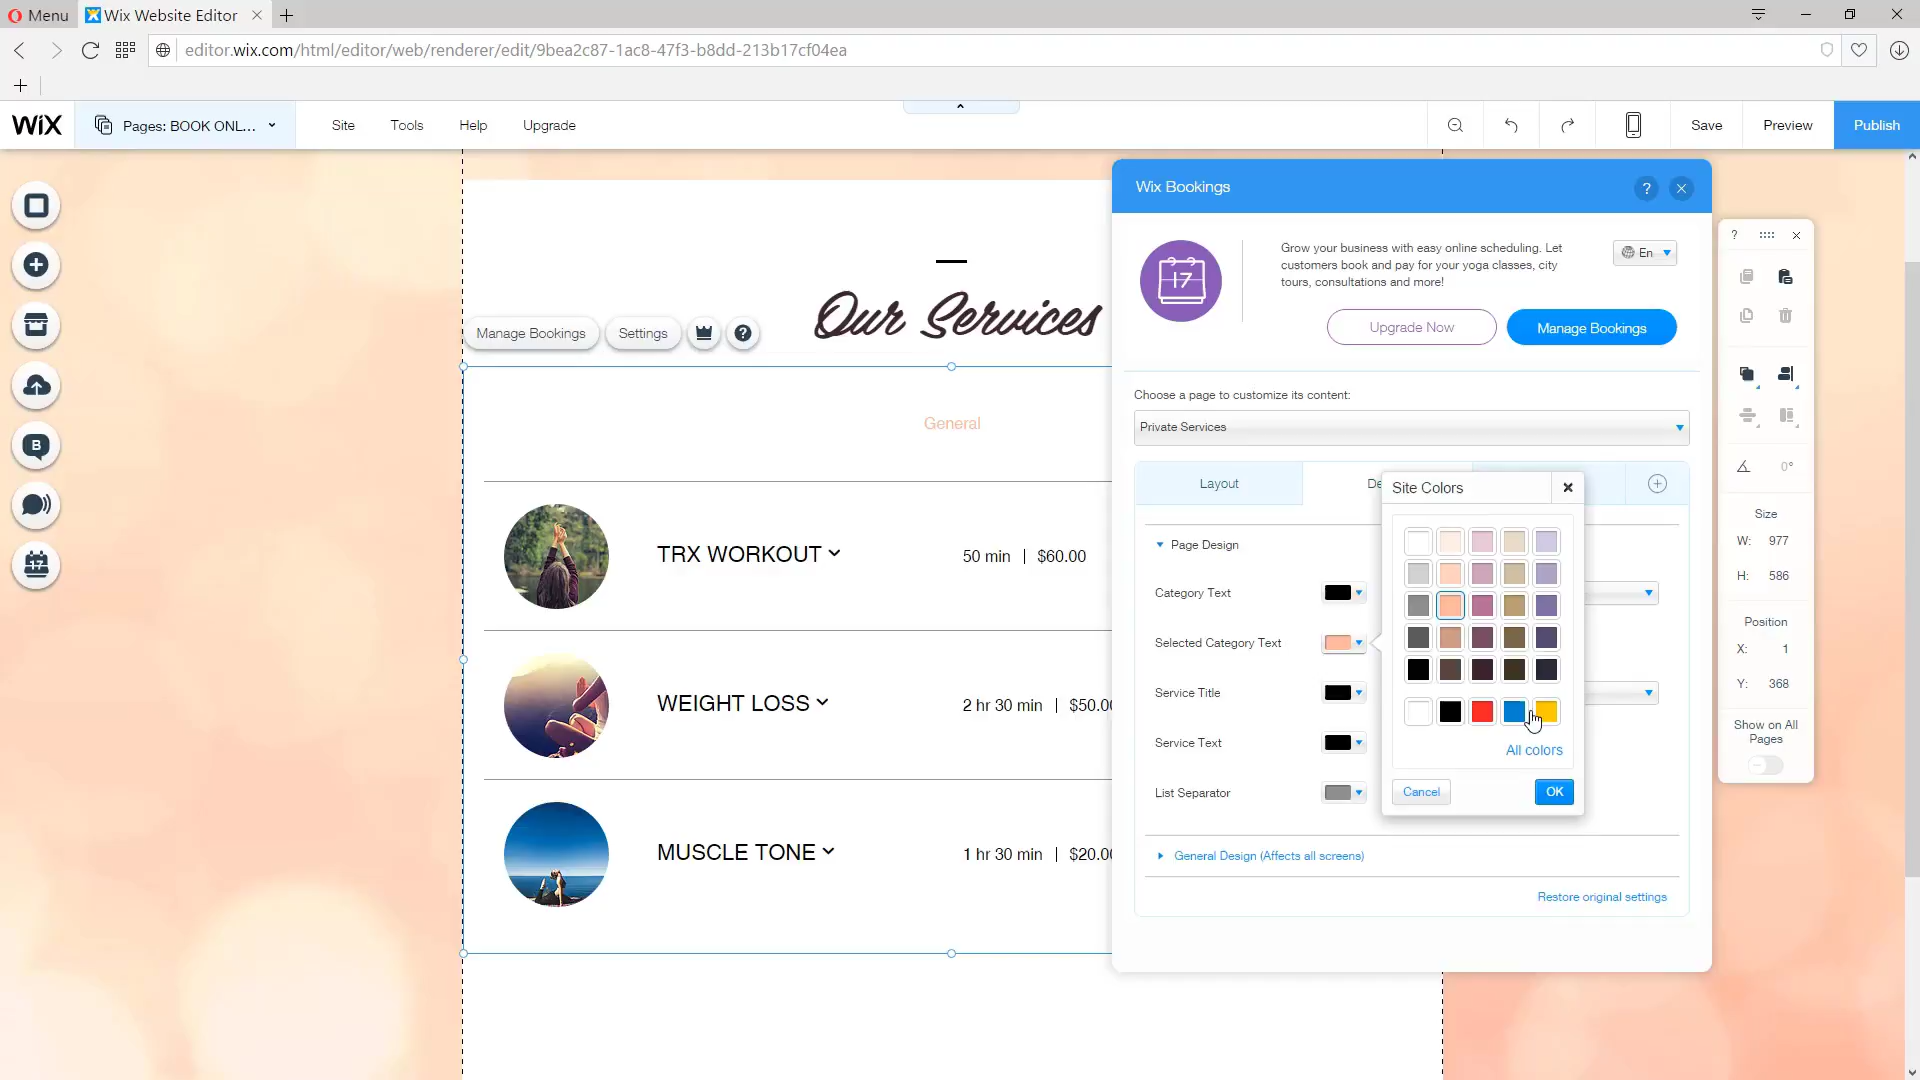 Menu
Wix Website Editor
editor.wix.com/html/editor/web/renderer/edit/9bea2c87-1ac8-47f3-b8dd-213b17cf04ea
WiX
Pages: BOOK ONL...
Site
Tools
Help
Upgrade
Save
Preview
Publish
Wix Bookings
?
17
Grow your business with easy online scheduling. Let
customers book and pay for your yoga classes, city
tours, consultations and more!
En
Upgrade Now
Manage Bookings
Our Services
Manage Bookings
Settings
?
General
TRX WORKOUT
50 min | $60.00
WEIGHT LOSS
2 hr 30 min | $50.00
MUSCLE TONE
1 hr 30 min | $20.00
Choose a page to customize its content:
Private Services
Layout
De
Site Colors
Page Design
Category Text
Selected Category Text
Service Title
Service Text
List Separator
All colors
Cancel
OK
General Design (Affects all screens)
Restore original settings
?
0°
Size
W: 977
H: 586
Position
X: 1
Y: 368
Show on All
Pages
B
17